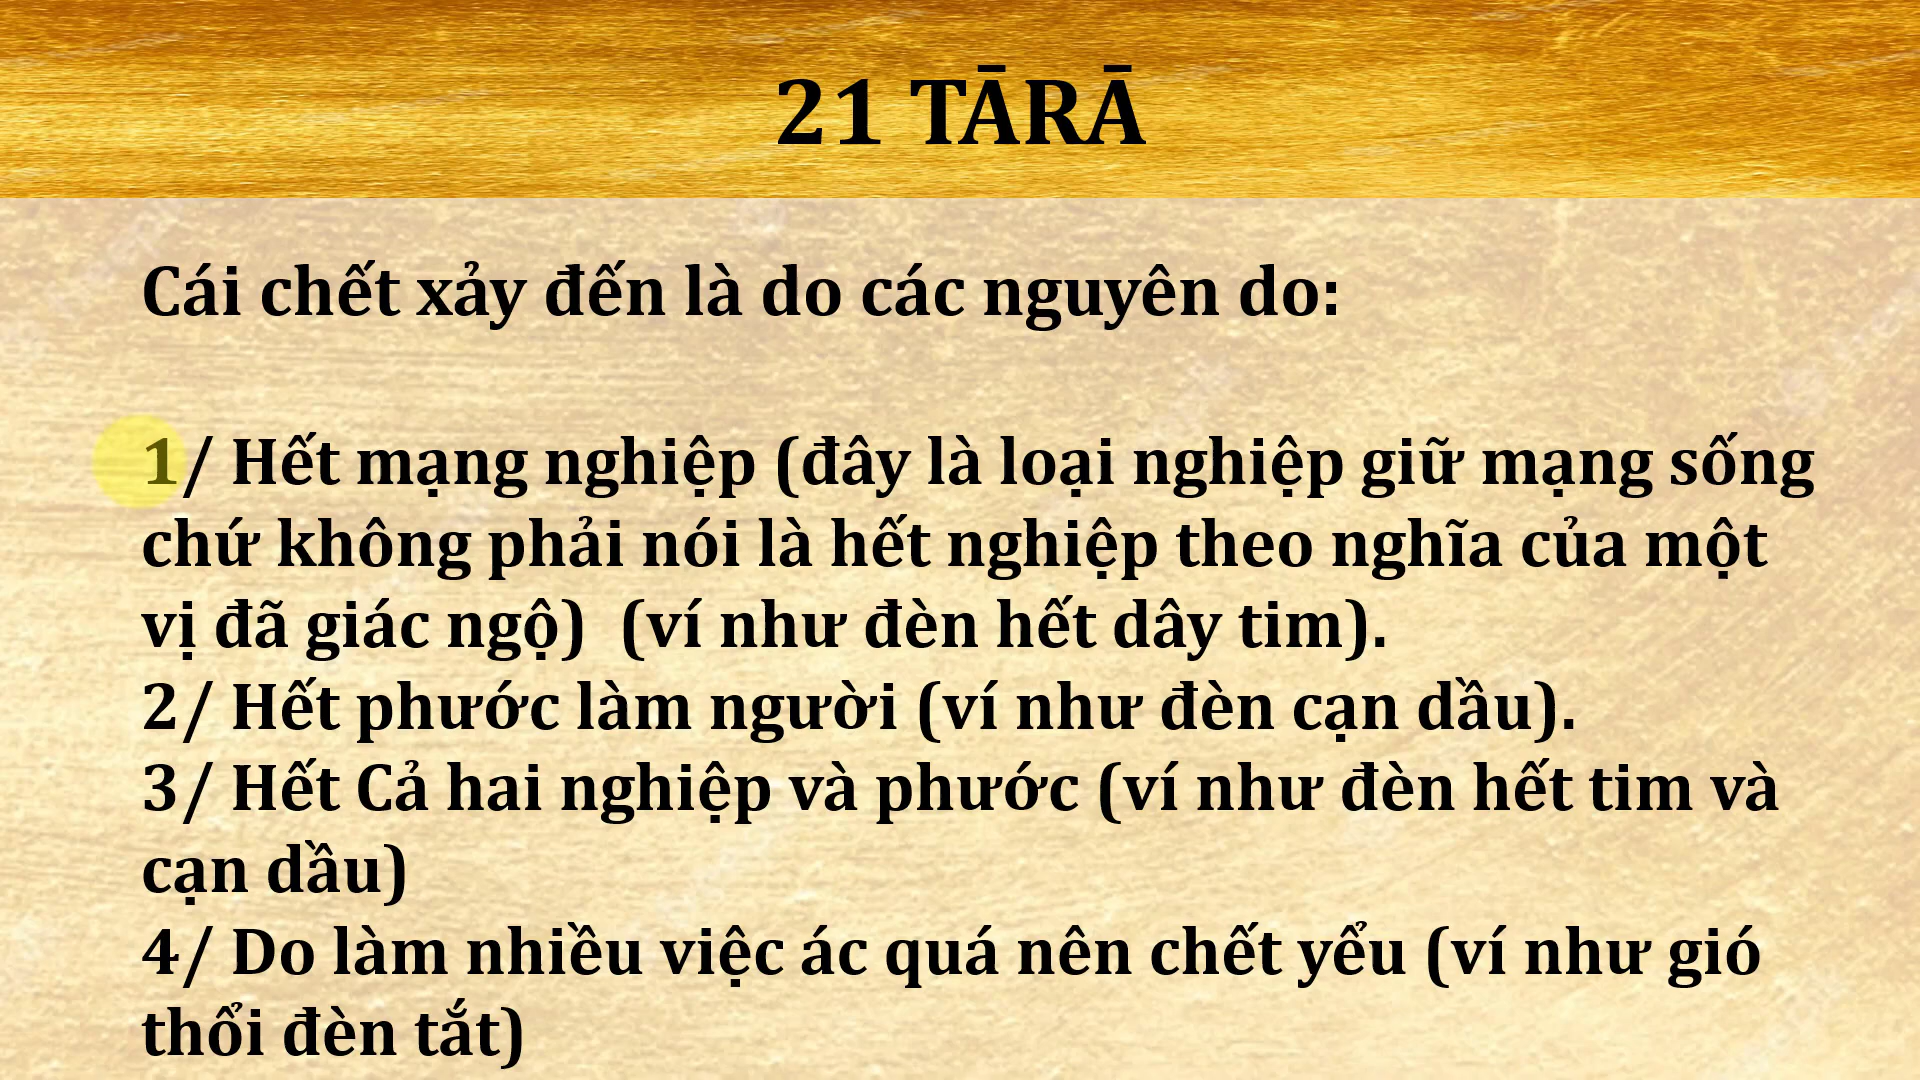 21 TĀRĀ
Cái chết xảy đến là do các nguyên do:
1/ Hết mạng nghiệp (đây là loại nghiệp giữ mạng sống
chứ không phải nói là hết nghiệp theo nghĩa của một
vị đã giác ngộ)  (ví như đèn hết dây tim).
2/ Hết phước làm người (ví như đèn cạn dầu).
3/ Hết Cả hai nghiệp và phước (ví như đèn hết tim và
cạn dầu)
4/ Do làm nhiều việc ác quá nên chết yểu (ví như gió
thổi đèn tắt)